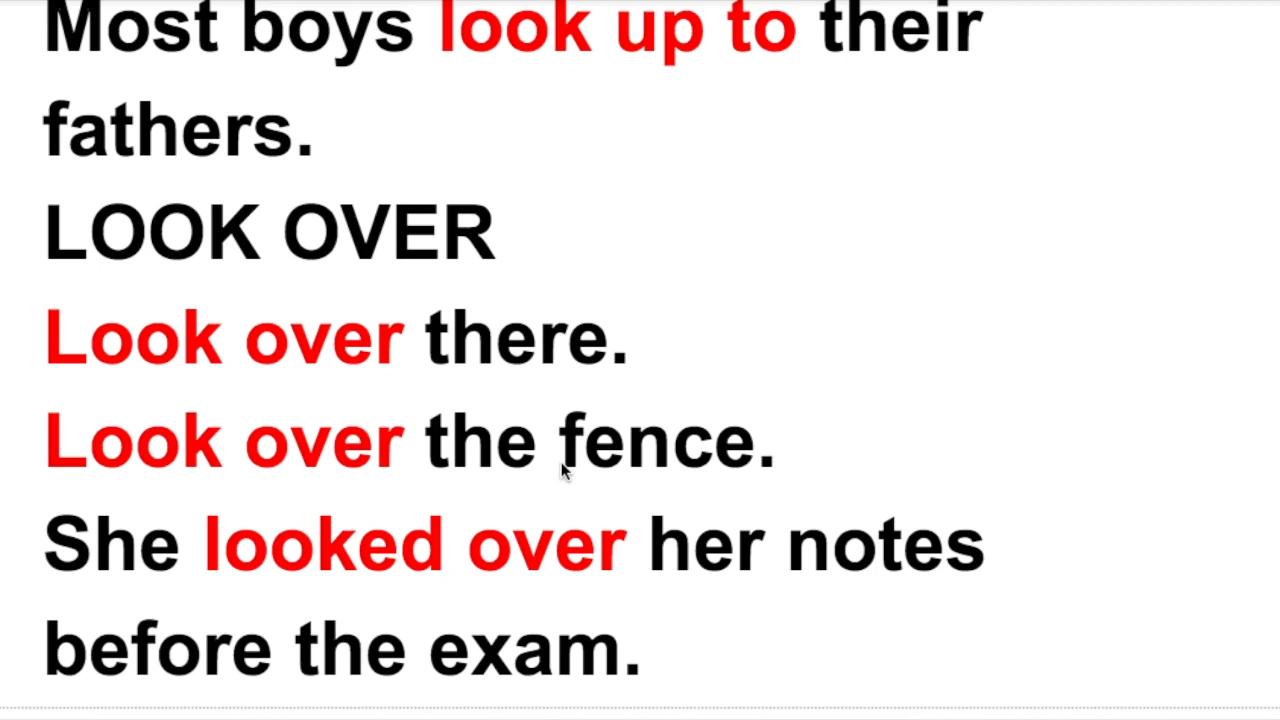 Most boys look up to their
fathers.
LOOK OVER
Look over there.
Look over the fence.
She looked over her notes
before the exam.